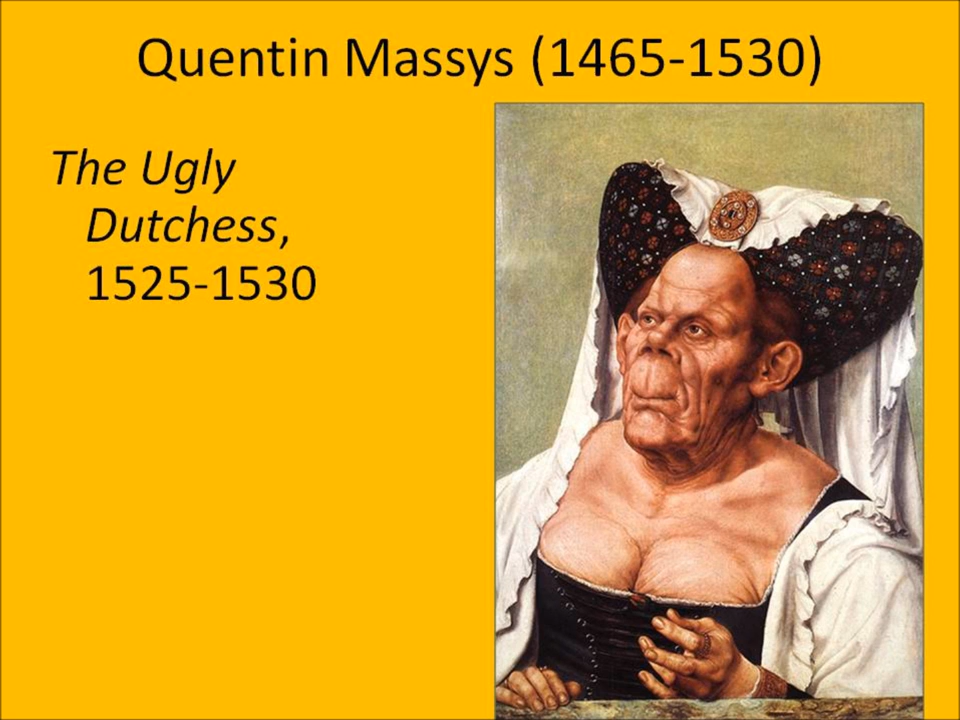 Quentin Massys (1465-1530)
The Ugly
Dutchess,
1525-1530